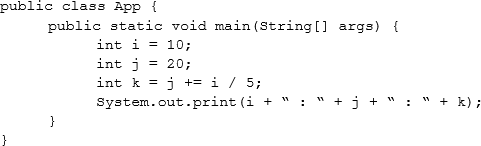 public class App {
public static void main(String[] args) {
int i = 10;
int j = 20;
int k = j += i / 5;
System.out.print(i + “ : “ + j + “ : “ + k);
}
}